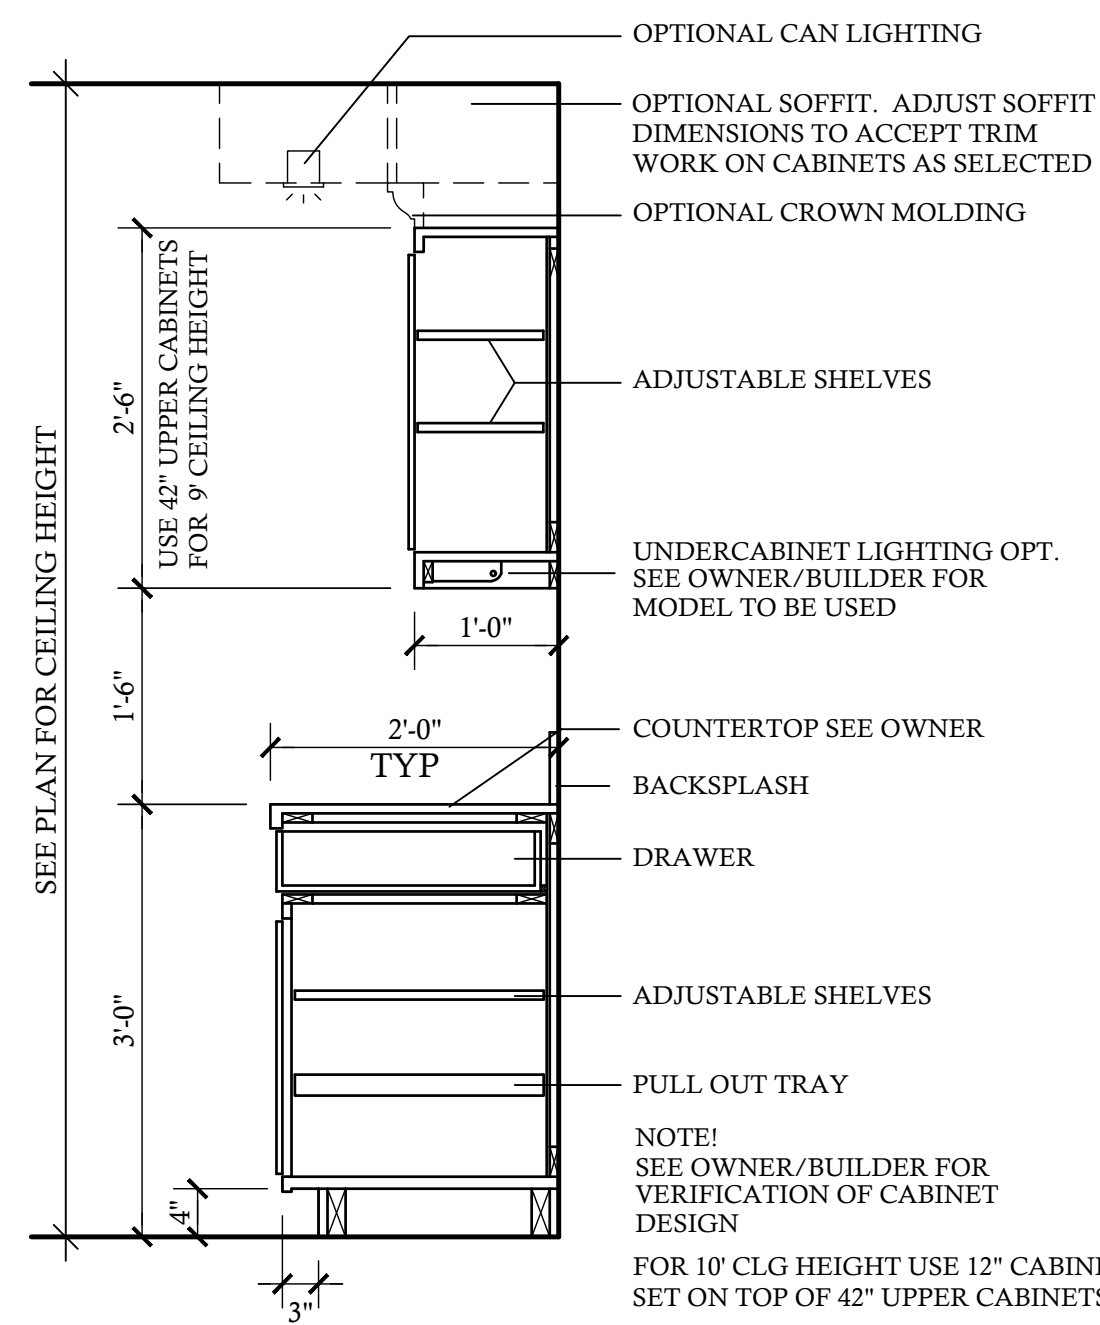 OPTIONAL CAN LIGHTING
OPTIONAL SOFFIT. ADJUST SOFFIT
DIMENSIONS TO ACCEPT TRIM
WORK ON CABINETS AS SELECTED
OPTIONAL CROWN MOLDING
SEE PLAN FOR CEILING HEIGHT
2'-6"
USE 42" UPPER CABINETS
FOR 9' CEILING HEIGHT
ADJUSTABLE SHELVES
UNDERCABINET LIGHTING OPT.
SEE OWNER/BUILDER FOR
MODEL TO BE USED
1'-0"
1'-6"
2'-0"
TYP
COUNTERTOP SEE OWNER
BACKSPLASH
DRAWER
3'-0"
ADJUSTABLE SHELVES
PULL OUT TRAY
NOTE!
SEE OWNER/BUILDER FOR
VERIFICATION OF CABINET
DESIGN
4"
3"
FOR 10' CLG HEIGHT USE 12"
SET ON TOP OF 42" UPPER CABINETS